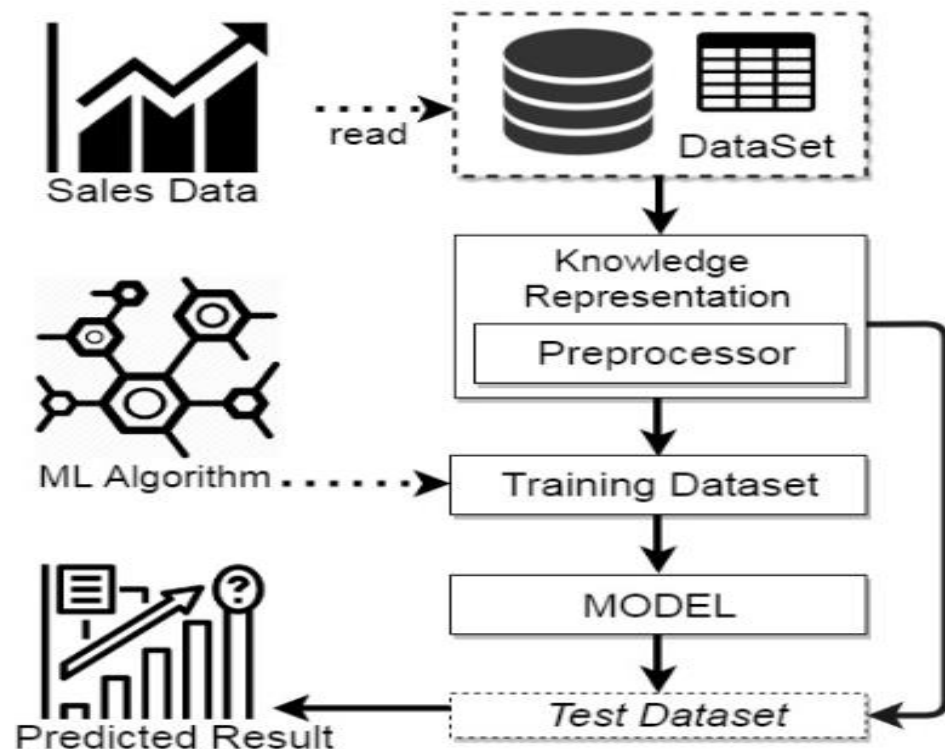 Sales Data
read
DataSet
Knowledge
Representation
Preprocessor
ML Algorithm
Training Dataset
MODEL
?
Predicted Result
Test Dataset